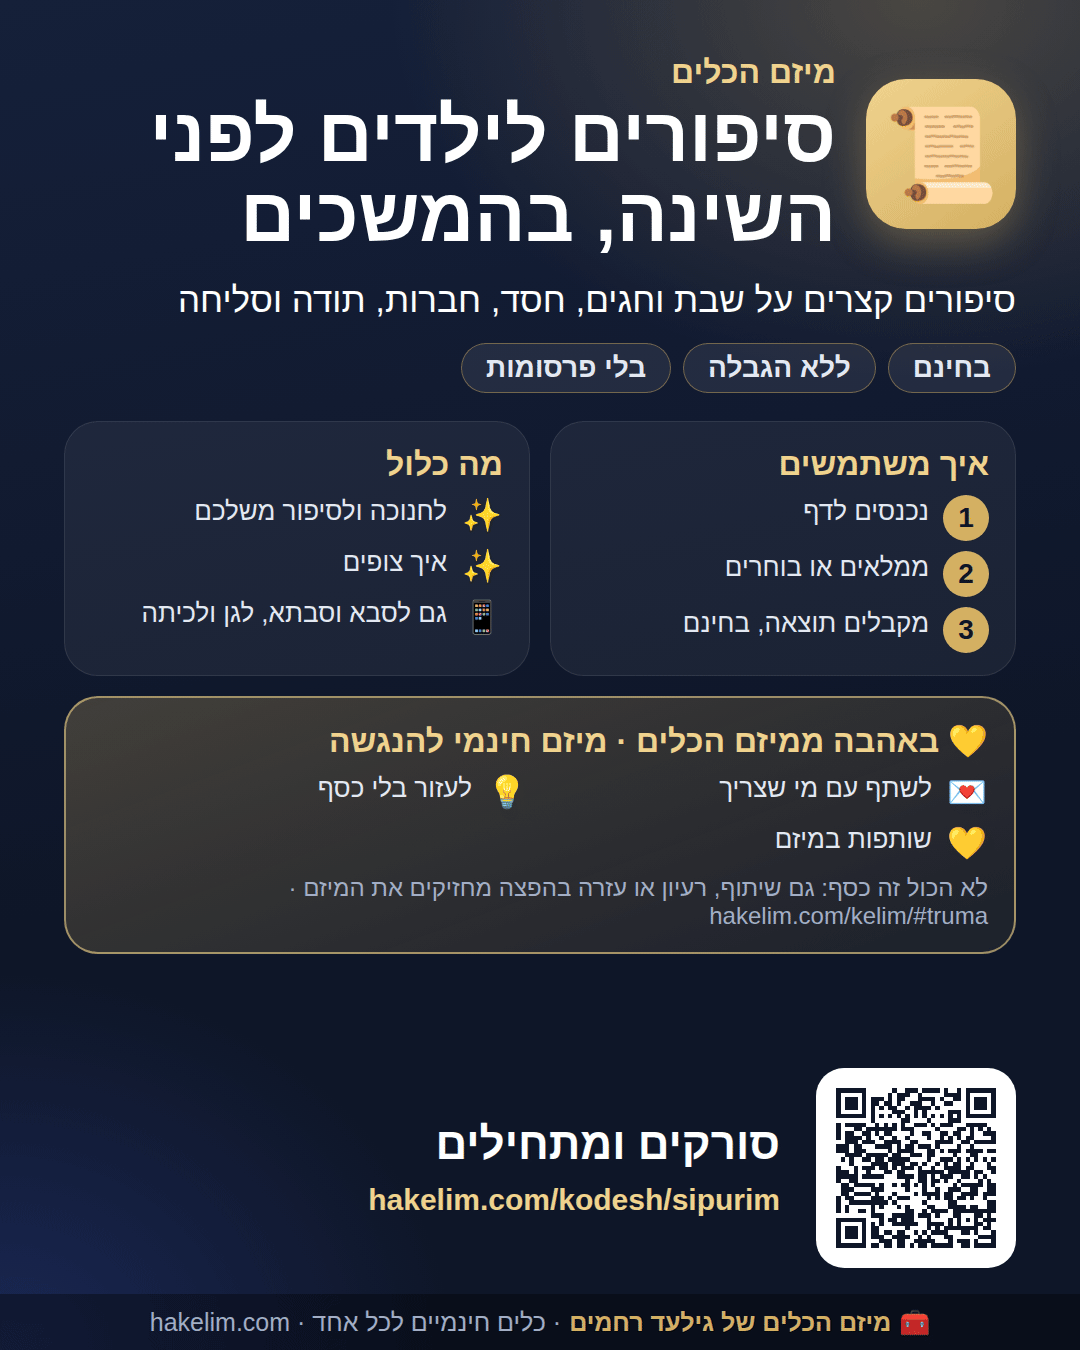 מיזם הכלים
סיפורים לילדים לפני
השינה, בהמשכים
סיפורים קצרים על שבת וחגים, חסד, חברות, תודה וסליחה
בחינם
ללא הגבלה
בלי פרסומות
איך משתמשים
1 נכנסים לדף
2 ממלאים או בוחרים
3 מקבלים תוצאה, בחינם
מה כלול
לחנוכה ולסיפור משלכם
איך צופים
גם לסבא וסבתא, לגן ולכיתה
באהבה ממיזם הכלים · מיזם חינמי להנגשה
לשתף עם מי שצריך
לעזור בלי כסף
שותפות במיזם
לא הכול זה כסף: גם שיתוף, רעיון או עזרה בהפצה מחזיקים את המיזם ·
hakelim.com/kelim/#truma
סורקים ומתחילים
hakelim.com/kodesh/sipurim
מיזם הכלים של גילעד רחמים · כלים חינמיים לכל אחד · hakelim.com